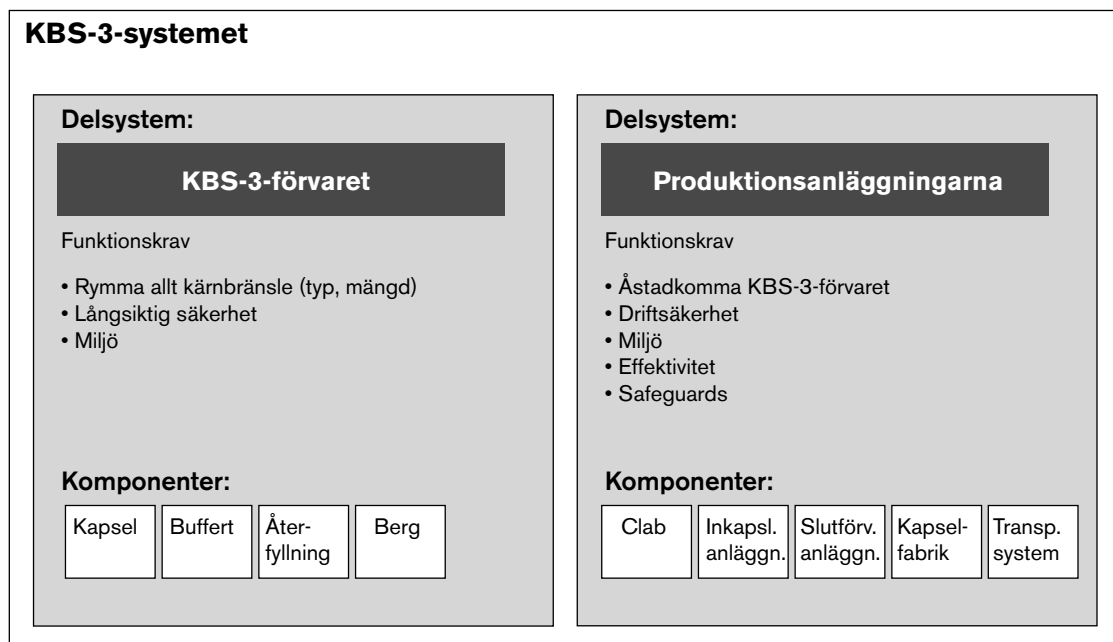 KBS-3-systemet
Delsystem:
KBS-3-förvaret
Funktionskrav
• Rymma allt kärnbränsle (typ, mängd)
• Långsiktig säkerhet
• Miljö
Komponenter:
Kapsel
Buffert
Åter-
fyllning
Berg
Delsystem:
Produktionsanläggningarna
Funktionskrav
• Åstadkomma KBS-3-förvaret
• Driftsäkerhet
• Miljö
• Effektivitet
• Safeguards
Komponenter:
Clab
Inkapsl.
anläggn.
Slutförv.
anläggn.
Kapsel-
fabrik
Transp.
system